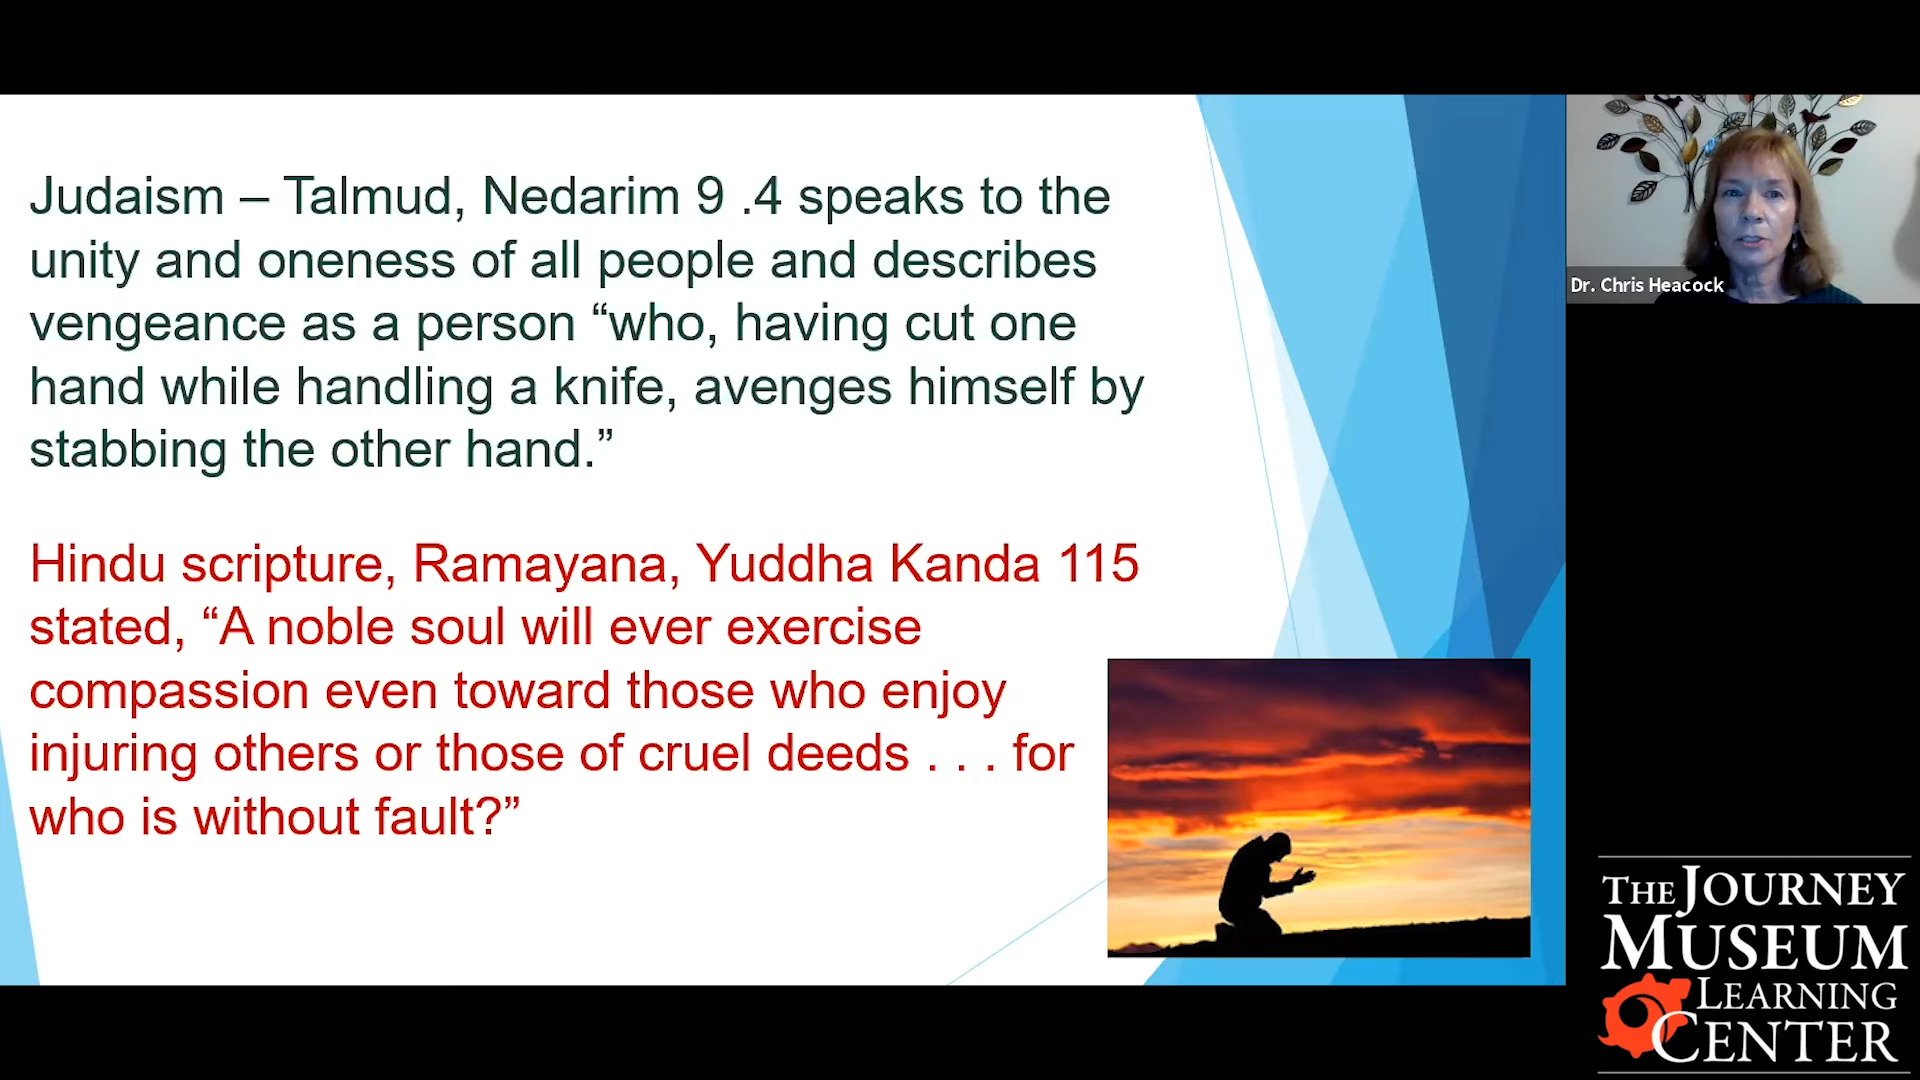 Judaism – Talmud, Nedarim 9 .4 speaks to the
unity and oneness of all people and describes
vengeance as a person “who, having cut one
hand while handling a knife, avenges himself by
stabbing the other hand.”
Hindu scripture, Ramayana, Yuddha Kanda 115
stated, “A noble soul will ever exercise
compassion even toward those who enjoy
injuring others or those of cruel deeds . . . for
who is without fault?”
Dr. Chris Heacock
THE JOURNEY
MUSEUM
LEARNING
CENTER